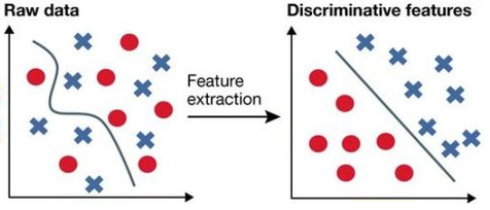 Raw data
Feature
extraction
Discriminative features